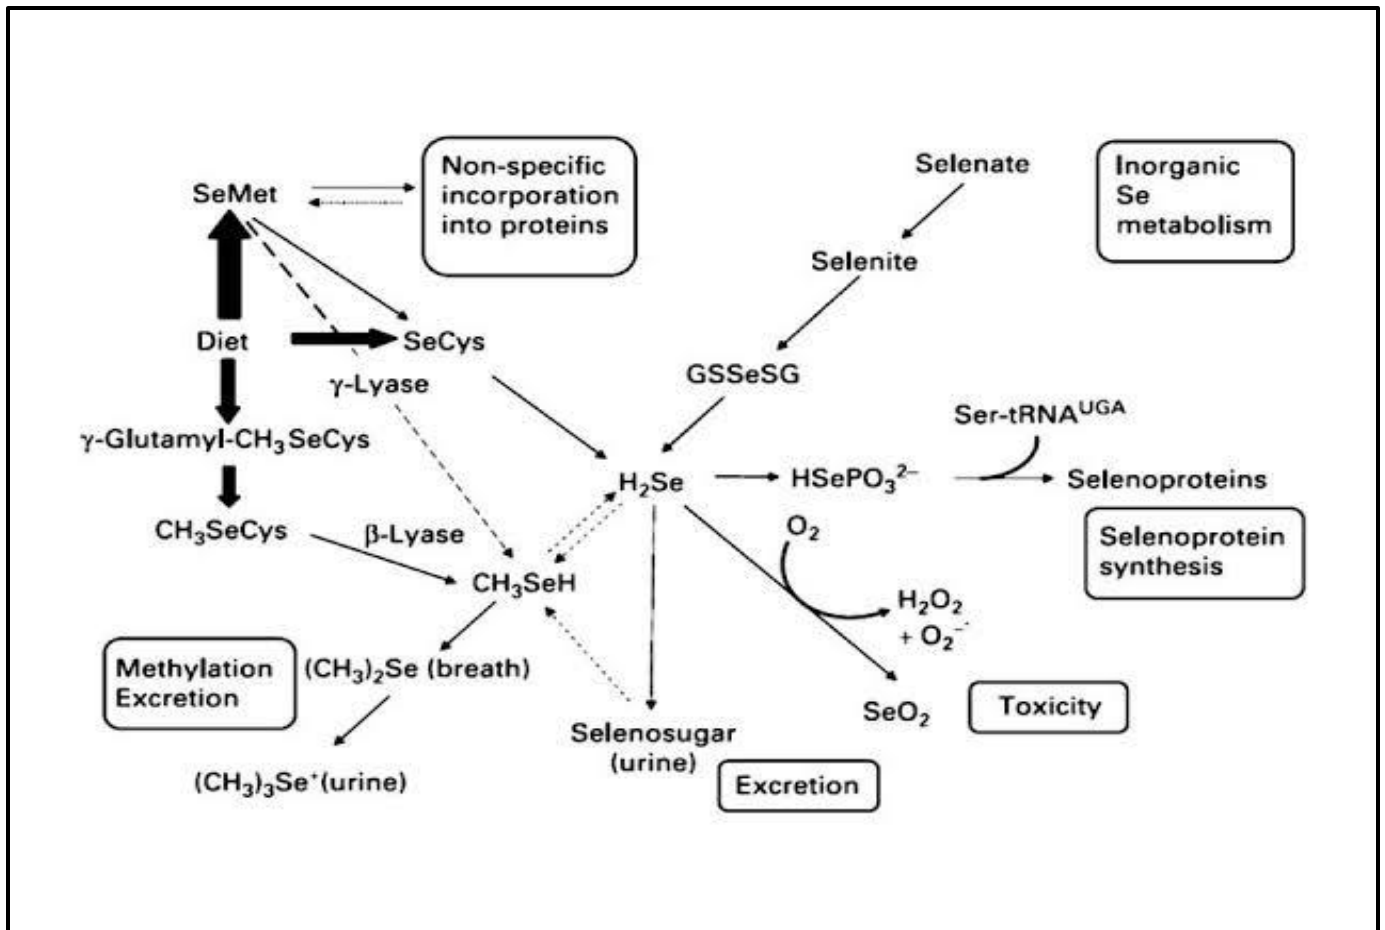 Non-specific
incorporation
into proteins
SeMet
Selenate
Inorganic
Se
metabolism
Selenite
Diet
SeCys
γ-Lyase
GSSeSG
γ-Glutamyl-CH₃SeCys
Ser-tRNAᵁᴳᴬ
H₂Se
HSePO₃²⁻
Selenoproteins
CH₃SeCys
β-Lyase
O₂
Selenoprotein
synthesis
CH₃SeH
H₂O₂
+ O₂⁻˙
Methylation
Excretion
(CH₃)₂Se (breath)
SeO₂
Toxicity
Selenosugar
(urine)
(CH₃)₃Se⁺(urine)
Excretion